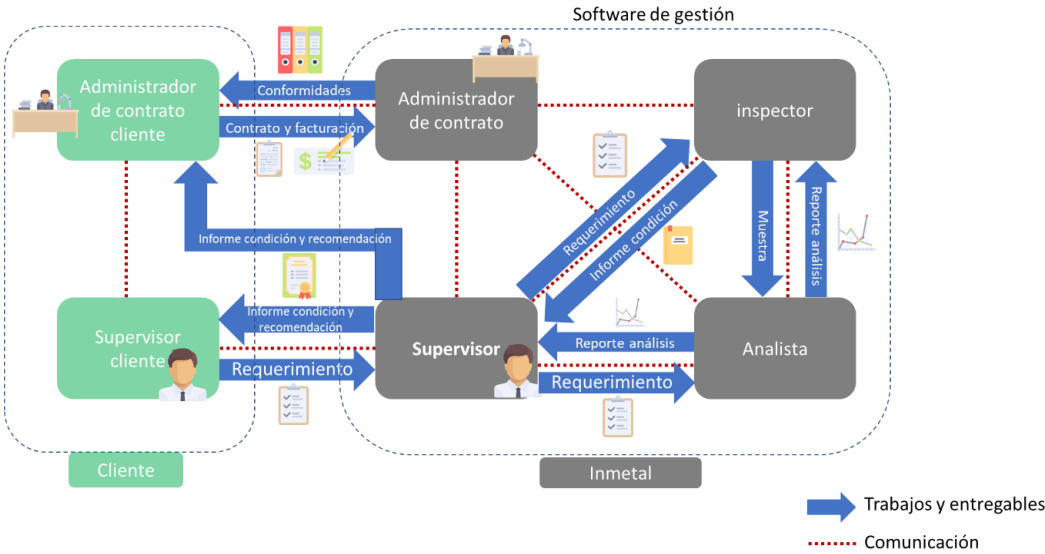 Software de gestión
Administrador
de contrato
cliente
Conformidades
Contrato y facturación
Administrador
de contrato
inspector
Requerimiento
Informe condición
Muestra
Reporte análisis
Informe condición y recomendación
Supervisor
cliente
Informe condición y
recomendación
Requerimiento
Supervisor
Reporte análisis
Requerimiento
Analista
Cliente
Inmetal
Trabajos y entregables
Comunicación